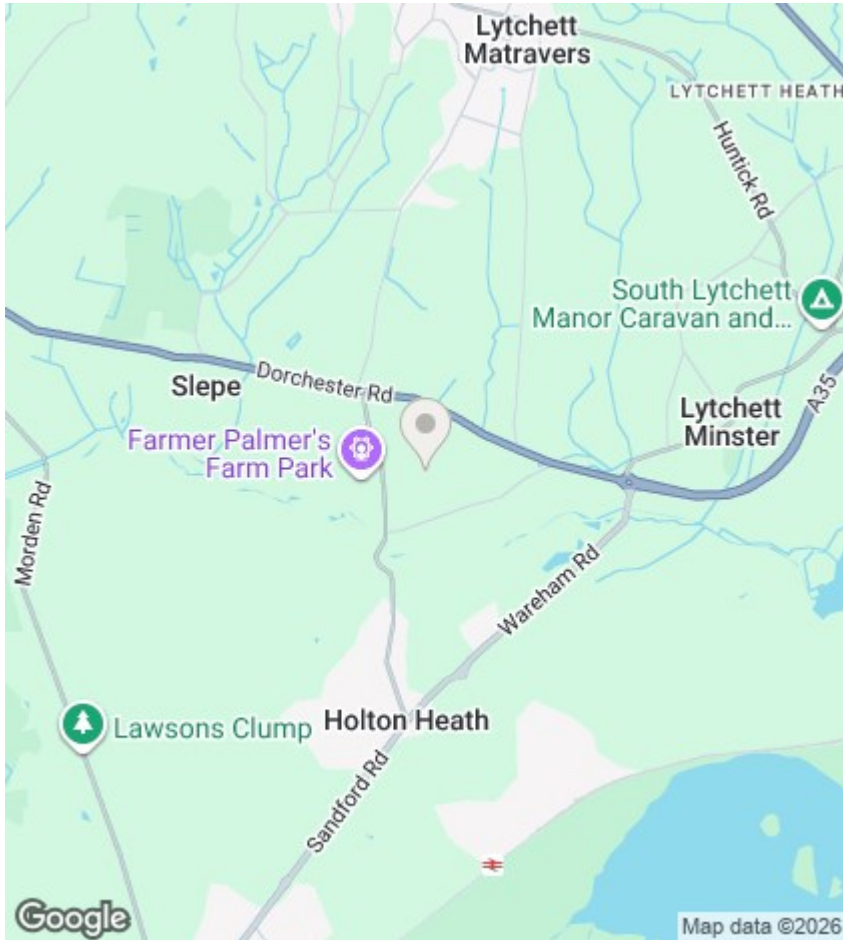 Lytchett
Matravers
LYTCHETT HEATH
Huntick Rd
South Lytchett
Manor Caravan and...
Dorchester Rd
Slepe
A35
Lytchett
Minster
Farmer Palmer's
Farm Park
Morden Rd
Wareham Rd
Lawsons Clump
Holton Heath
Sandford Rd
Google
Map data ©2026